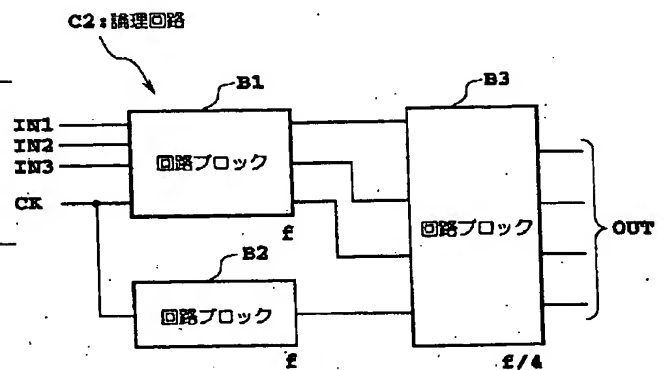 C2:論理回路
B1
B3
IN1
IN2
IN3
CK
回路ブロック
f
回路ブロック
OUT
B2
回路ブロック
f
f/4